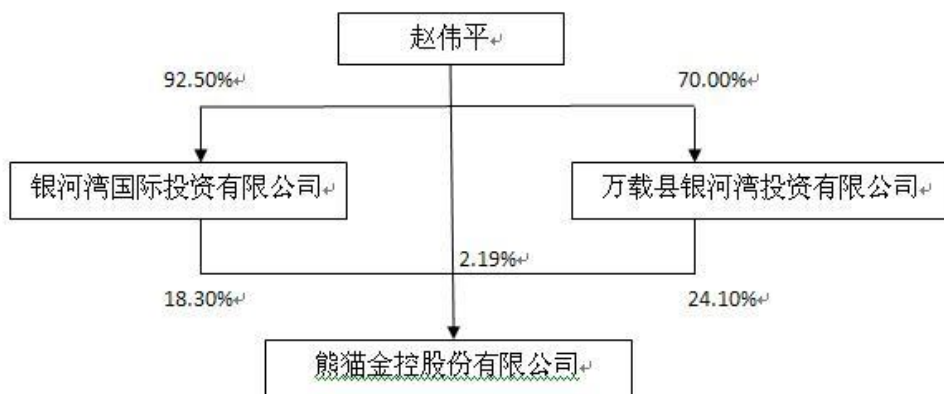 赵伟平
92.50%
70.00%
银河湾国际投资有限公司
万载县银河湾投资有限公司
2.19%
18.30%
24.10%
熊猫金控股份有限公司